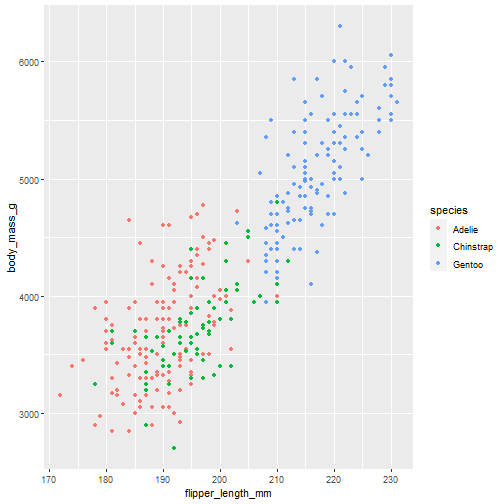 body_mass_g
6000
5000
4000
3000
170
180
190
200
210
220
230
flipper_length_mm
species
Adelie
Chinstrap
Gentoo